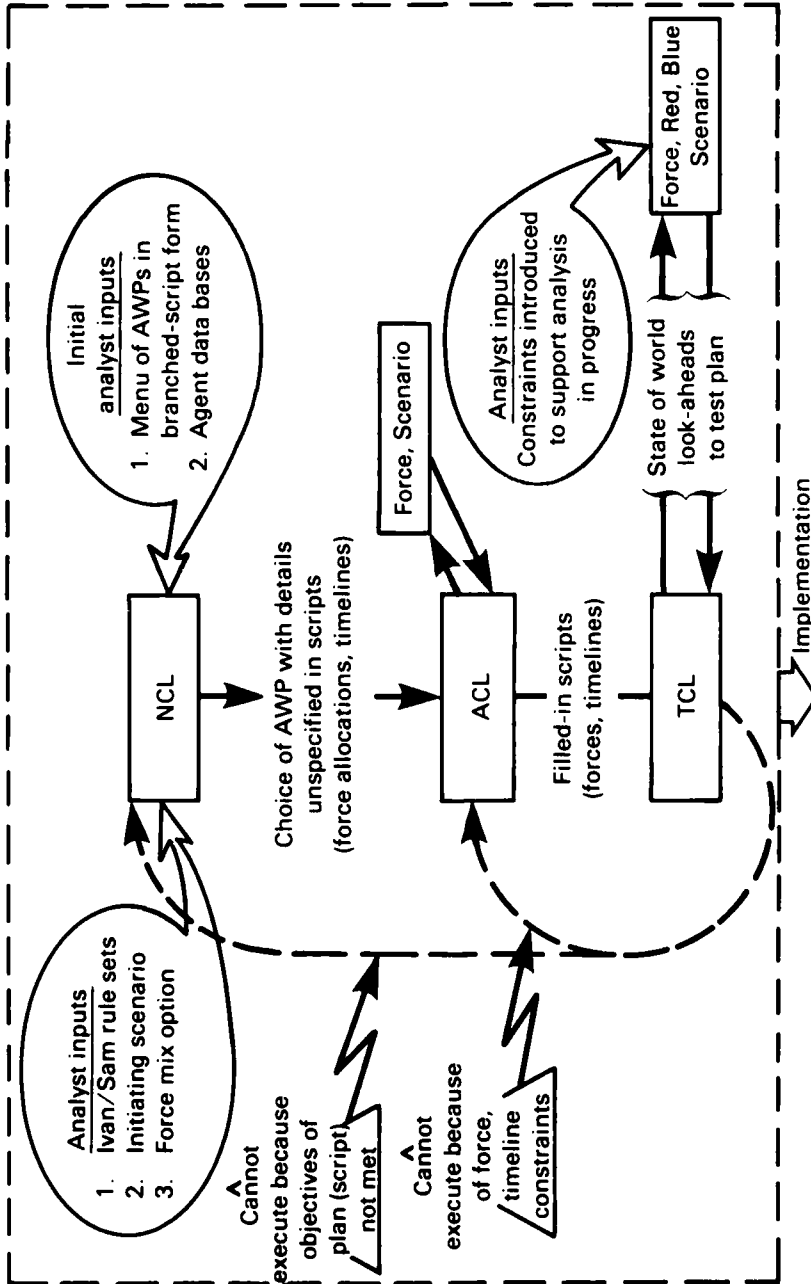 Analyst inputs
1. Ivan/Sam rule sets
2. Initiating scenario
3. Force mix option
Initial
analyst inputs
1. Menu of AWPs in
branched-script form
2. Agent data bases
NCL
Cannot
execute because
objectives of
plan (script)
not met
Choice of AWP with details
unspecified in scripts
(force allocations, timelines)
Force, Scenario
Cannot
execute because
of force,
timeline
constraints
ACL
Analyst inputs
Constraints introduced
to support analysis
in progress
Filled-in scripts
(forces, timelines)
TCL
State of world
look-aheads
to test plan
Force, Red, Blue
Scenario
Implementation